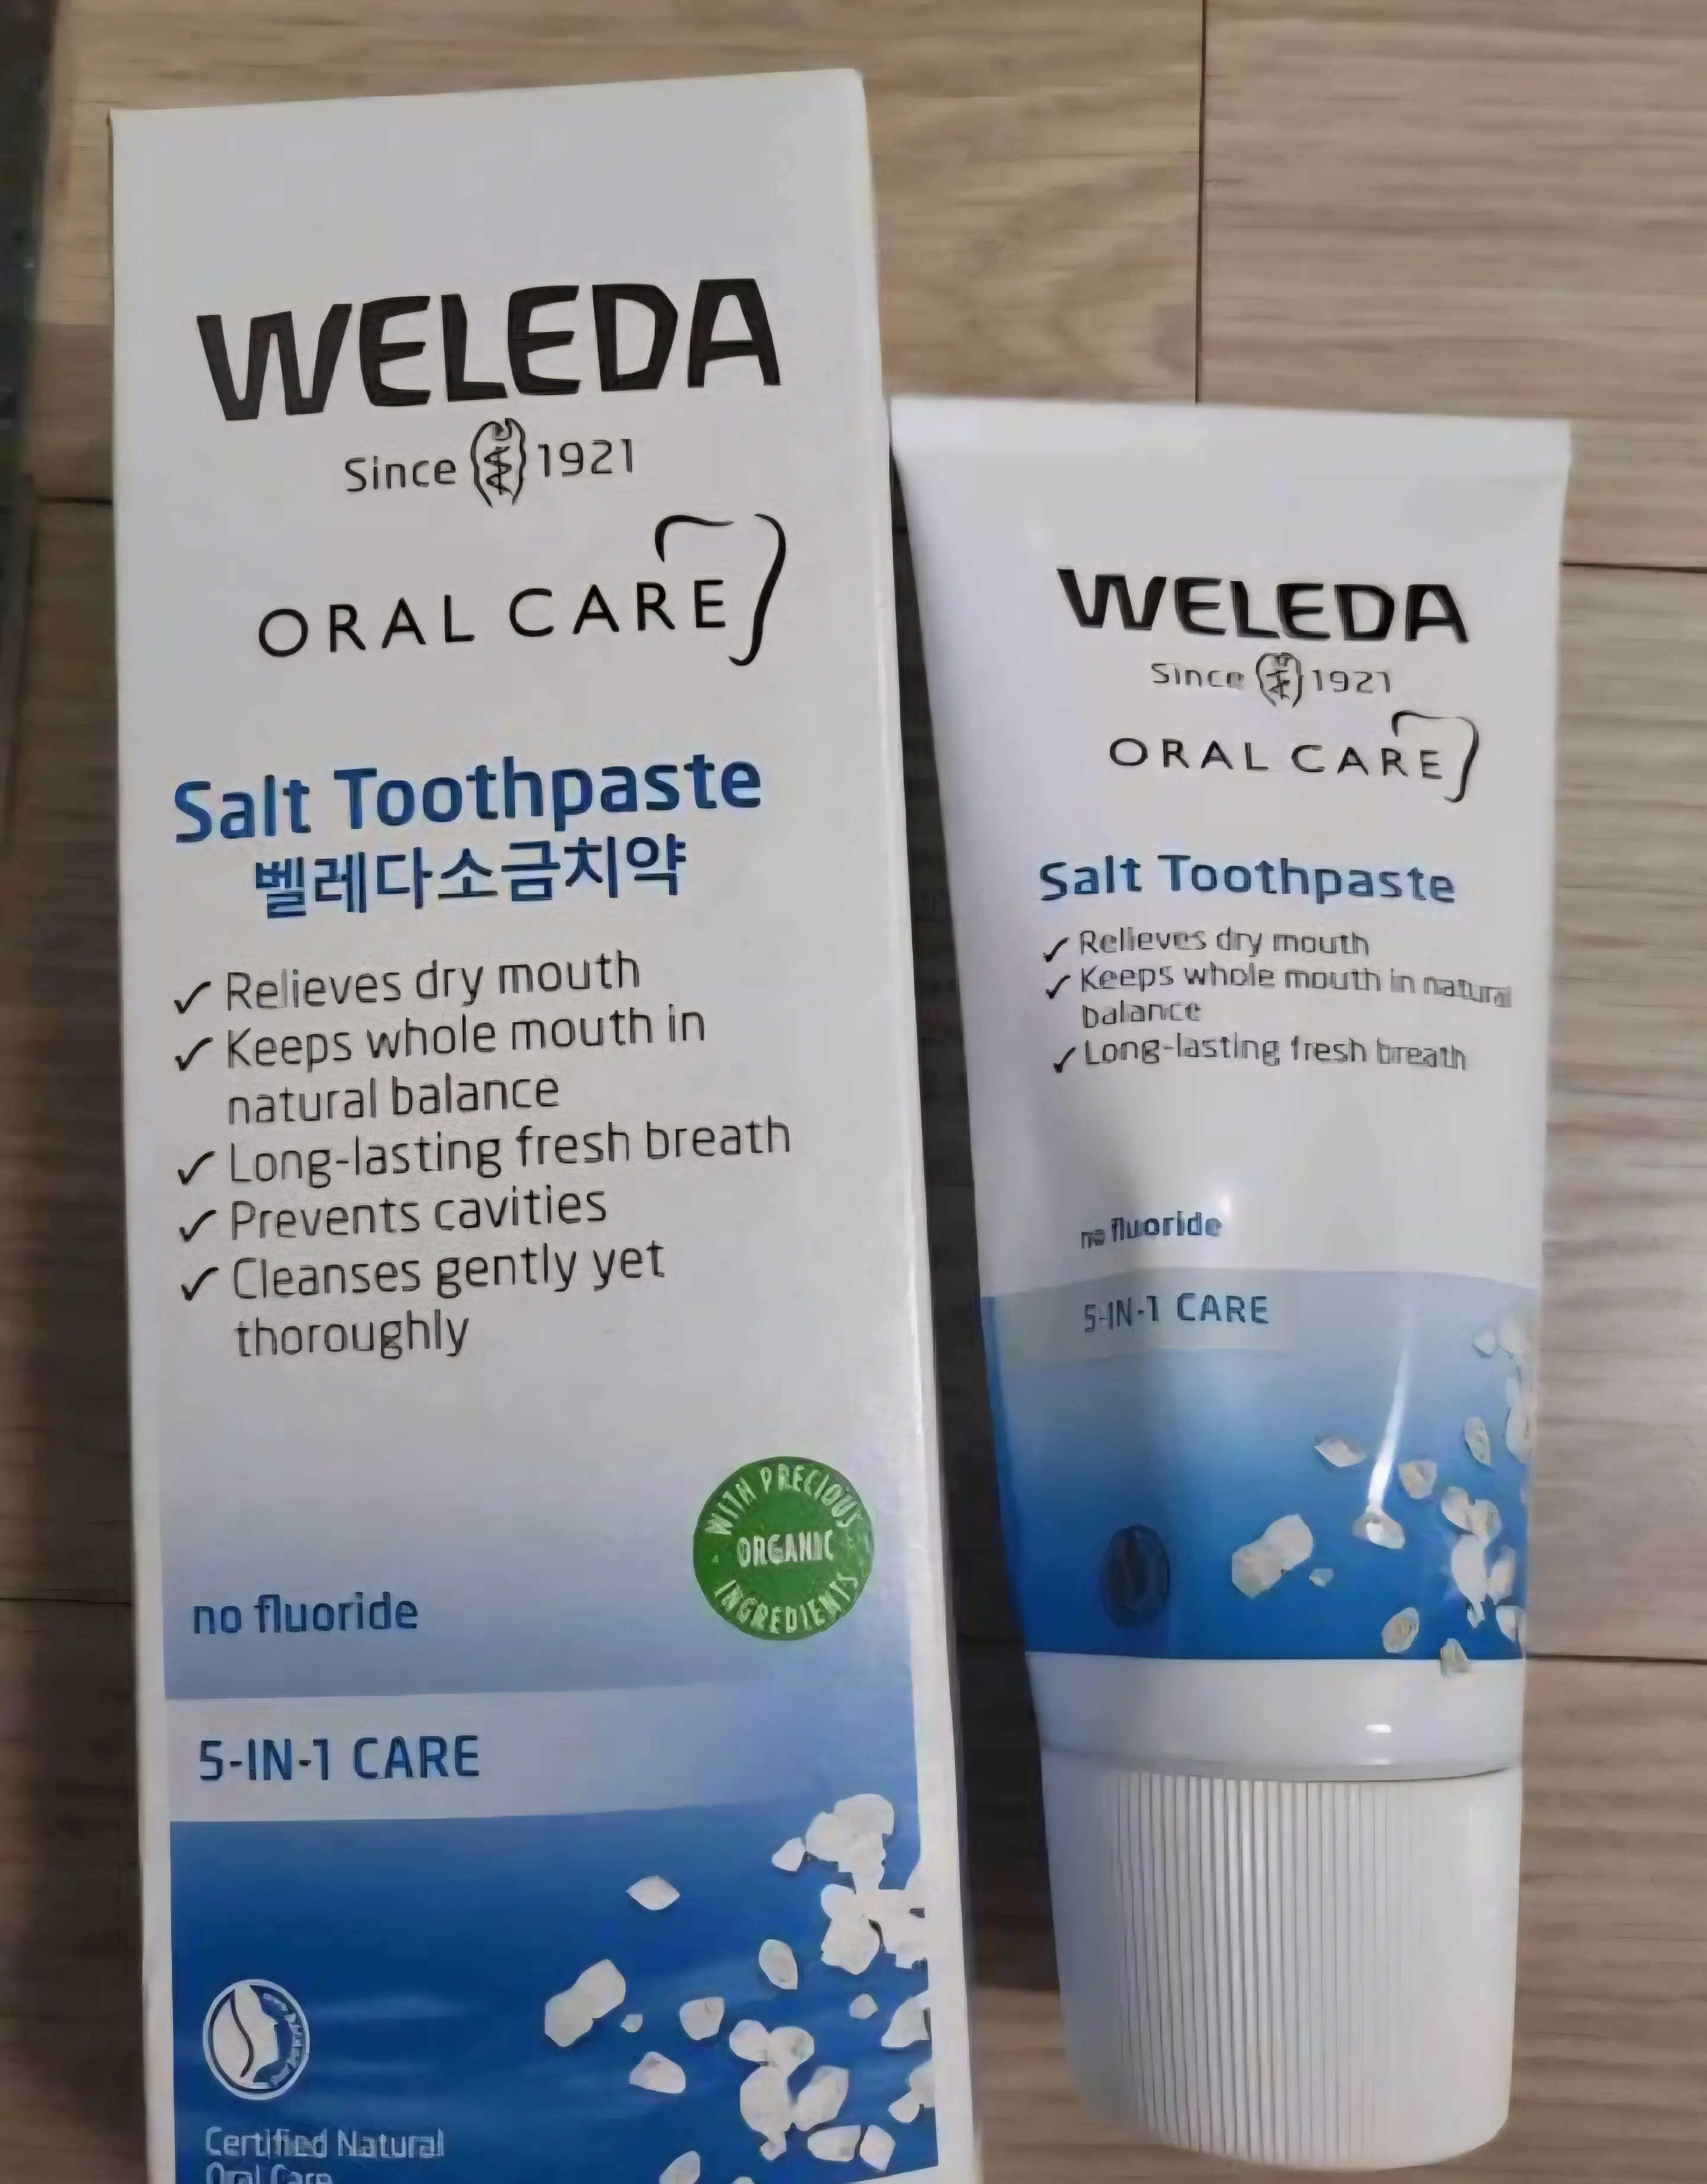 WELEDA
Since 1921
ORAL CARE
Salt Toothpaste
벨레다소금치약
✓ Relieves dry mouth
✓ Keeps whole mouth in
natural balance
✓ Long-lasting fresh breath
✓ Prevents cavities
✓ Cleanses gently yet
thoroughly
WITH PRECIOUS
ORGANIC
INGREDIENTS
no fluoride
5-IN-1 CARE
Certified Natural
Oral Care
WELEDA
Since 1921
ORAL CARE
Salt Toothpaste
✓ Relieves dry mouth
✓ Keeps whole mouth in natural
balance
✓ Long-lasting fresh breath
no fluoride
5-IN-1 CARE